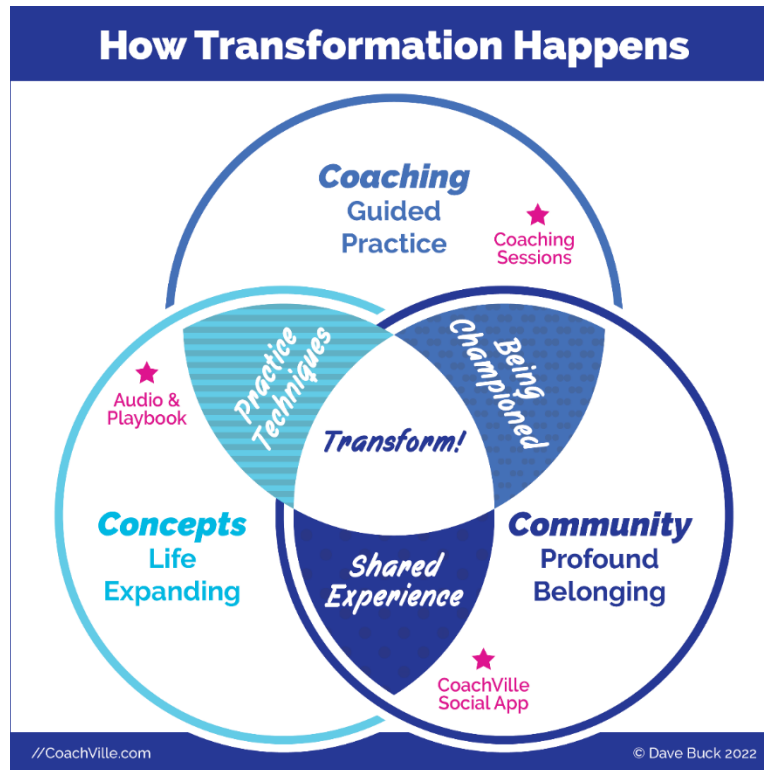 How Transformation Happens
Coaching
Guided
Practice
Coaching
Sessions
Practice
Techniques
Being
Championed
Audio &
Playbook
Transform!
Concepts
Life
Expanding
Community
Profound
Belonging
Shared
Experience
CoachVille
Social App
//CoachVille.com
© Dave Buck 2022